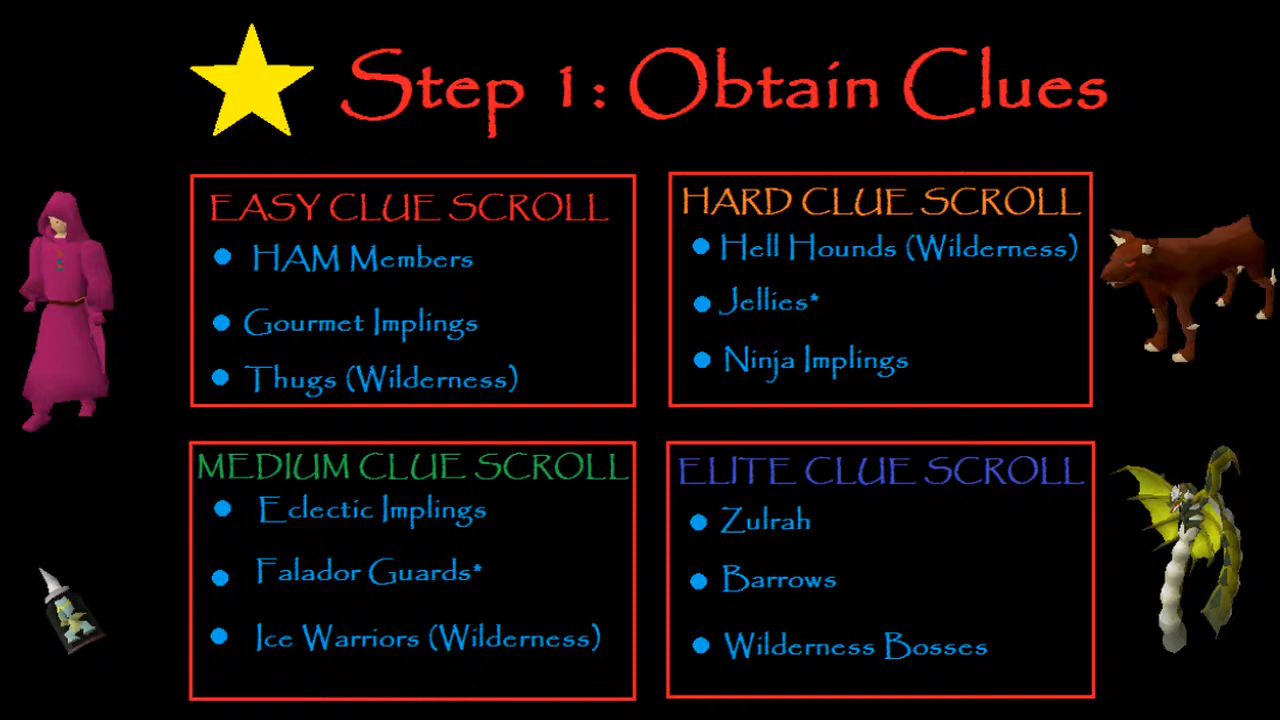 Step 1: Obtain Clues
EASY CLUE SCROLL
HAM Members
Gourmet Implings
Thugs (Wilderness)
HARD CLUE SCROLL
Hell Hounds (Wilderness)
Jellies*
Ninja Implings
MEDIUM CLUE SCROLL
Eclectic Implings
Falador Guards*
Ice Warriors (Wilderness)
ELITE CLUE SCROLL
Zulrah
Barrows
Wilderness Bosses